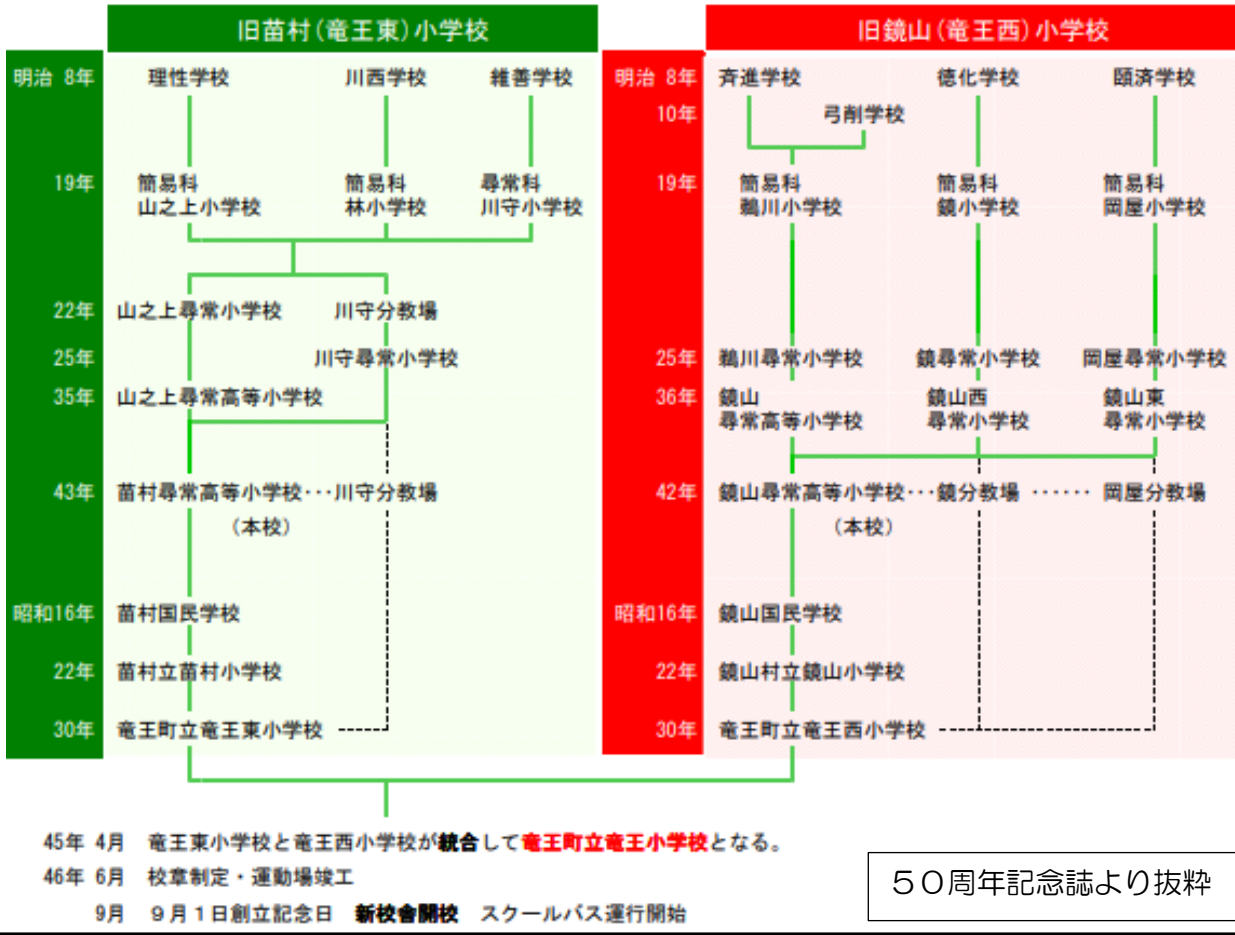 旧苗村(竜王東)小学校
明治 8年 理性学校 川西学校 維善学校
19年 簡易科 簡易科 尋常科
山之上小学校 林小学校 川守小学校
22年 山之上尋常小学校 川守分教場
25年 川守尋常小学校
35年 山之上尋常高等小学校
43年 苗村尋常高等小学校···川守分教場
(本校)
昭和16年 苗村国民学校
22年 苗村立苗村小学校
30年 竜王町立竜王東小学校
旧鏡山(竜王西)小学校
明治 8年 斉進学校 徳化学校 頤済学校
10年 弓削学校
19年 簡易科 簡易科 簡易科
鵜川小学校 鏡小学校 岡屋小学校
25年 鵜川尋常小学校 鏡尋常小学校 岡屋尋常小学校
36年 鏡山 鏡山西 鏡山東
尋常高等小学校 尋常小学校 尋常小学校
42年 鏡山尋常高等小学校···鏡分教場 ······ 岡屋分教場
(本校)
昭和16年 鏡山国民学校
22年 鏡山村立鏡山小学校
30年 竜王町立竜王西小学校
45年 4月 竜王東小学校と竜王西小学校が統合して竜王町立竜王小学校となる。
46年 6月 校章制定・運動場竣工
9月 9月1日創立記念日 新校舎開校 スクールバス運行開始
50周年記念誌より抜粋